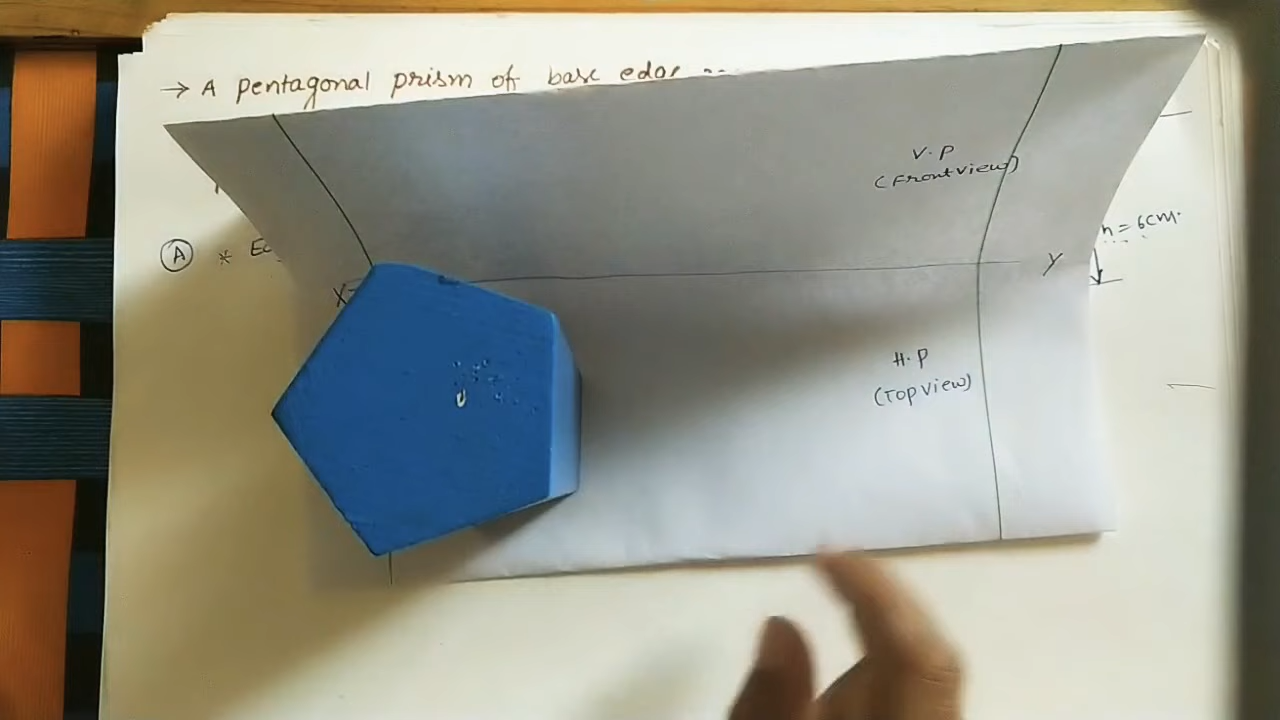 → A pentagonal prism of base edge
V.P
(Front view)
n = 6cm.
A * 
X
Y
H.P
(Top view)